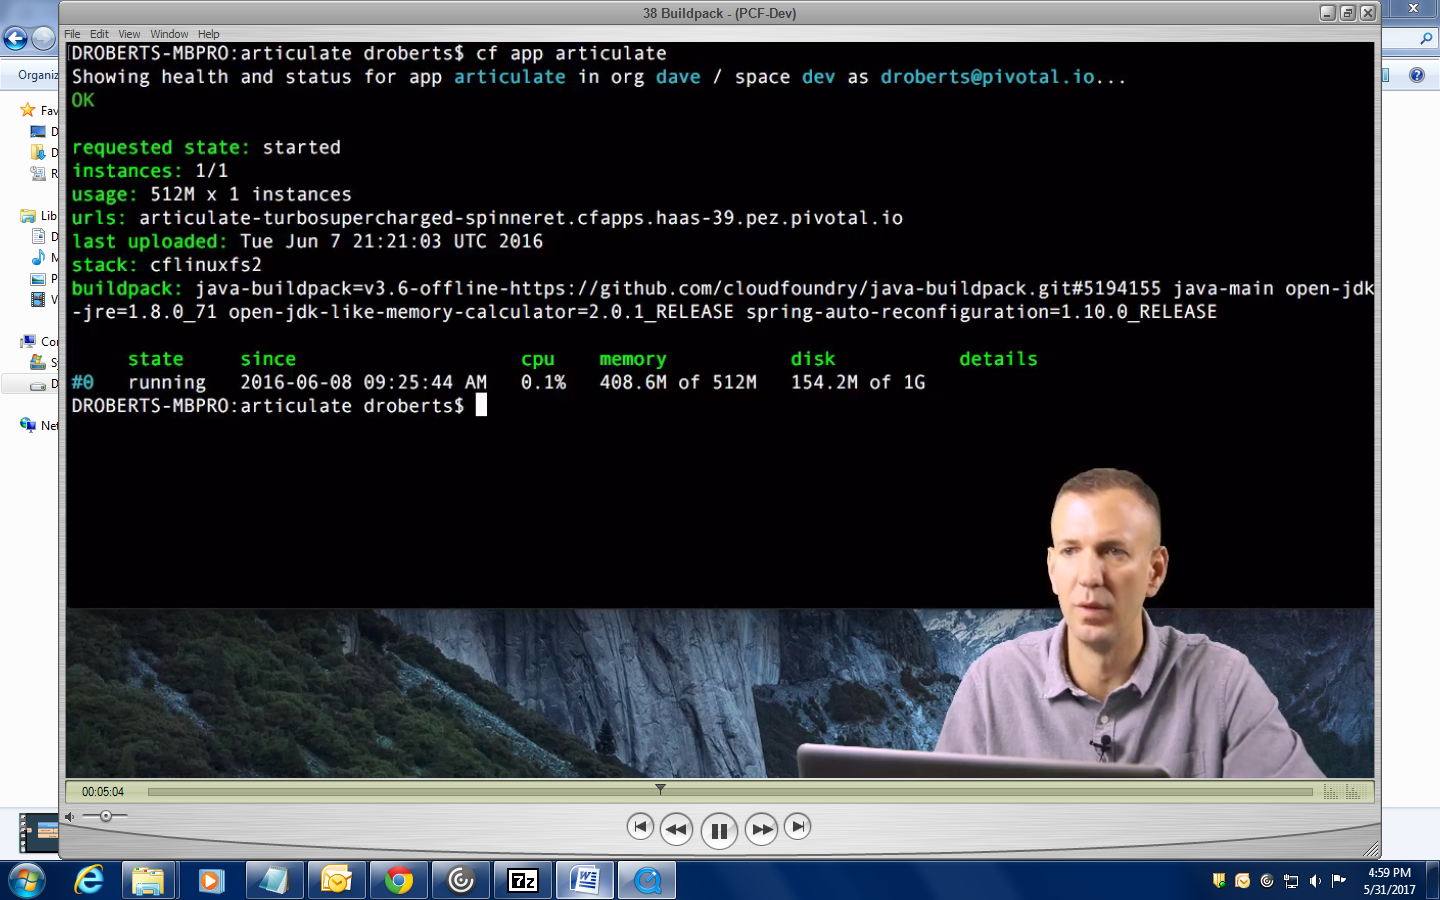 38 Buildpack - (PCF-Dev)
File Edit View Window Help
Organiz
DROBERTS-MBPRO:articulate droberts$ cf app articulate
Showing health and status for app articulate in org dave / space dev as droberts@pivotal.io...
OK
requested state: started
instances: 1/1
usage: 512M x 1 instances
urls: articulate-turbosupercharged-spinneret.cfapps.haas-39.pez.pivotal.io
last uploaded: Tue Jun 7 21:21:03 UTC 2016
stack: cflinuxfs2
buildpack: java-buildpack=v3.6-offline-https://github.com/cloudfoundry/java-buildpack.git#5194155 java-main open-jdk
-jre=1.8.0_71 open-jdk-like-memory-calculator=2.0.1_RELEASE spring-auto-reconfiguration=1.10.0_RELEASE
state since cpu memory disk details
#0 running 2016-06-08 09:25:44 AM 0.1% 408.6M of 512M 154.2M of 1G
DROBERTS-MBPRO:articulate droberts$
Fav
D
D
R
Lib
D
M
P
V
Co
Sy
D
Net
00:05:04
7z
W
4:59 PM
5/31/2017